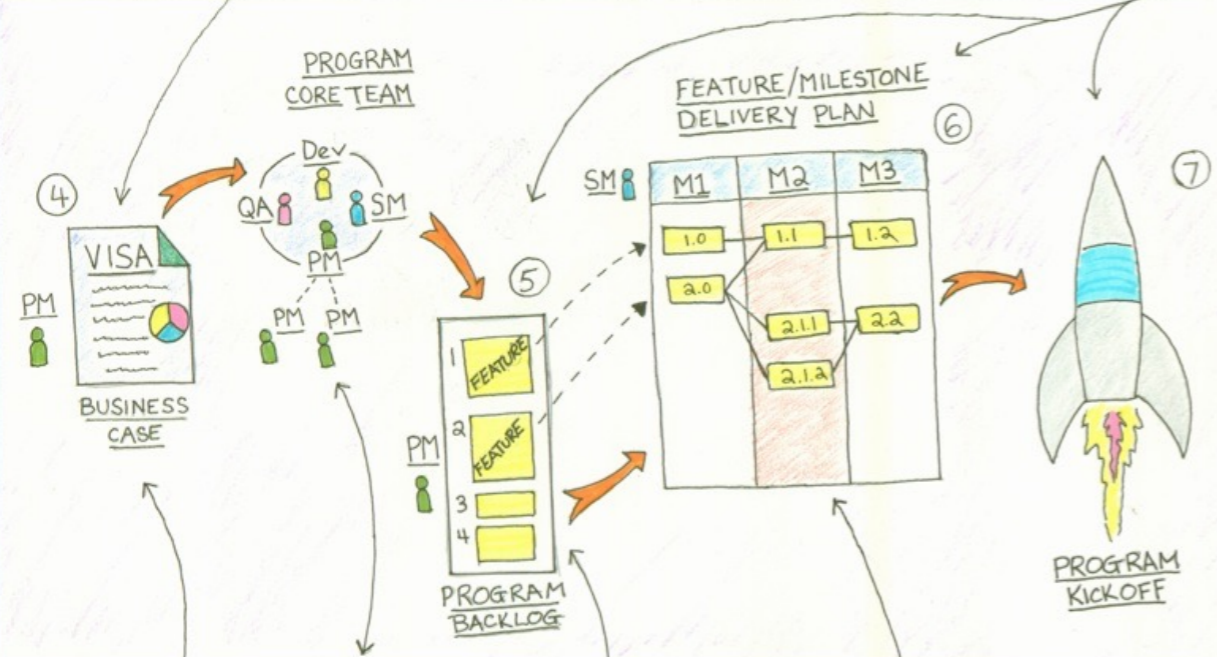 PROGRAM
CORE TEAM
Dev
QA
SM
PM
PM
PM
4
VISA
PM
BUSINESS
CASE
5
1
FEATURE
2
FEATURE
PM
3
4
PROGRAM
BACKLOG
FEATURE/MILESTONE
DELIVERY PLAN
6
SM
M1 M2 M3
1.0 1.1 1.2
2.0
2.1.1 2.2
2.1.2
7
PROGRAM
KICKOFF